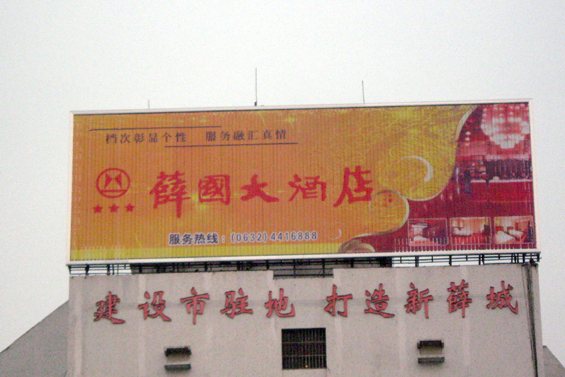 档次彰显个性 服务融汇真情
薛國大酒店
服务热线：(0632)4416888
建设市驻地 打造新薛城